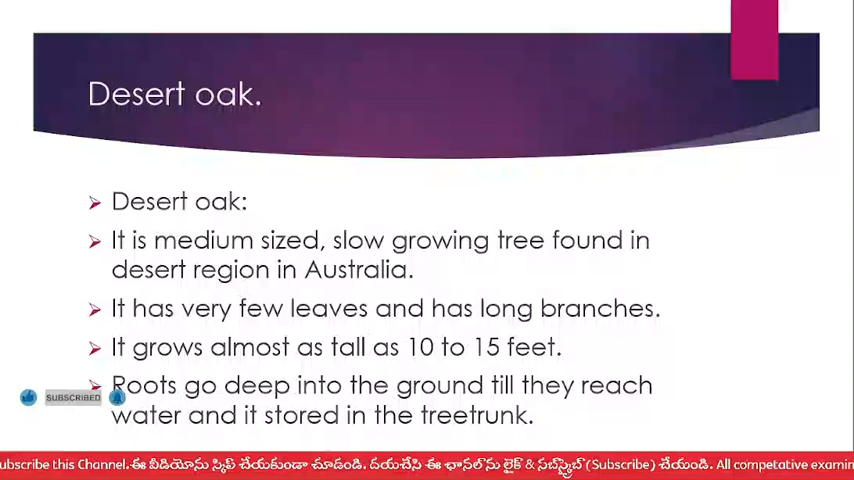 Desert oak.
Desert oak:
It is medium sized, slow growing tree found in
desert region in Australia.
It has very few leaves and has long branches.
It grows almost as tall as 10 to 15 feet.
Roots go deep into the ground till they reach
SUBSCRIBED
water and it stored in the treetrunk.
ubscribe this Channel.ఈ వీడియోను స్కిప్ చేయకుండా చూడండి. దయచేసి ఈ ఛానల్‌ను లైక్ & సబ్‌స్క్రైబ్(Subscribe) చేయండి. All competative examin